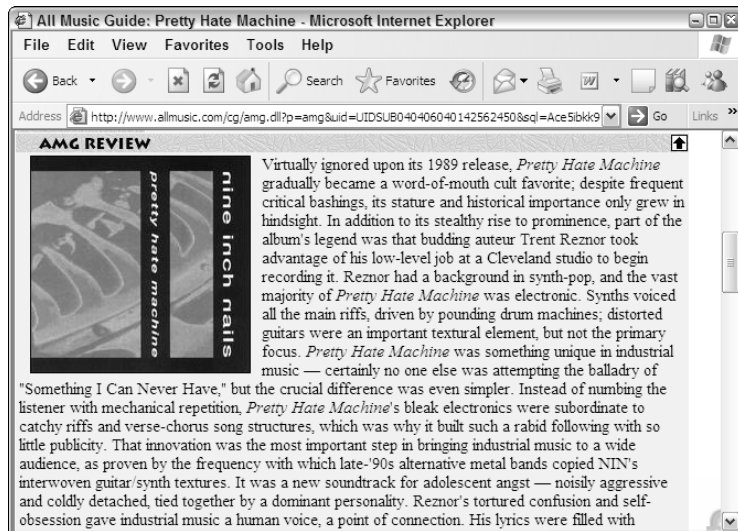 All Music Guide: Pretty Hate Machine - Microsoft Internet Explorer
File Edit View Favorites Tools Help
Back Search Favorites
Address http://www.allmusic.com/cg/amg.dll?p=amg&uid=UIDSUB040406040142562450&sql=Ace5ibkk9 Go Links »
AMG REVIEW
nine inch nails
pretty hate machine
Virtually ignored upon its 1989 release, Pretty Hate Machine
gradually became a word-of-mouth cult favorite; despite frequent
critical bashings, its stature and historical importance only grew in
hindsight. In addition to its stealthy rise to prominence, part of the
album's legend was that budding auteur Trent Reznor took
advantage of his low-level job at a Cleveland studio to begin
recording it. Reznor had a background in synth-pop, and the vast
majority of Pretty Hate Machine was electronic. Synths voiced
all the main riffs, driven by pounding drum machines; distorted
guitars were an important textural element, but not the primary
focus. Pretty Hate Machine was something unique in industrial
music — certainly no one else was attempting the balladry of
"Something I Can Never Have," but the crucial difference was even simpler. Instead of numbing the
listener with mechanical repetition, Pretty Hate Machine's bleak electronics were subordinate to
catchy riffs and verse-chorus song structures, which was why it built such a rabid following with so
little publicity. That innovation was the most important step in bringing industrial music to a wide
audience, as proven by the frequency with which late-'90s alternative metal bands copied NIN's
interwoven guitar/synth textures. It was a new soundtrack for adolescent angst — noisily aggressive
and coldly detached, tied together by a dominant personality. Reznor's tortured confusion and self-
obsession gave industrial music a human voice, a point of connection. His lyrics were filled with